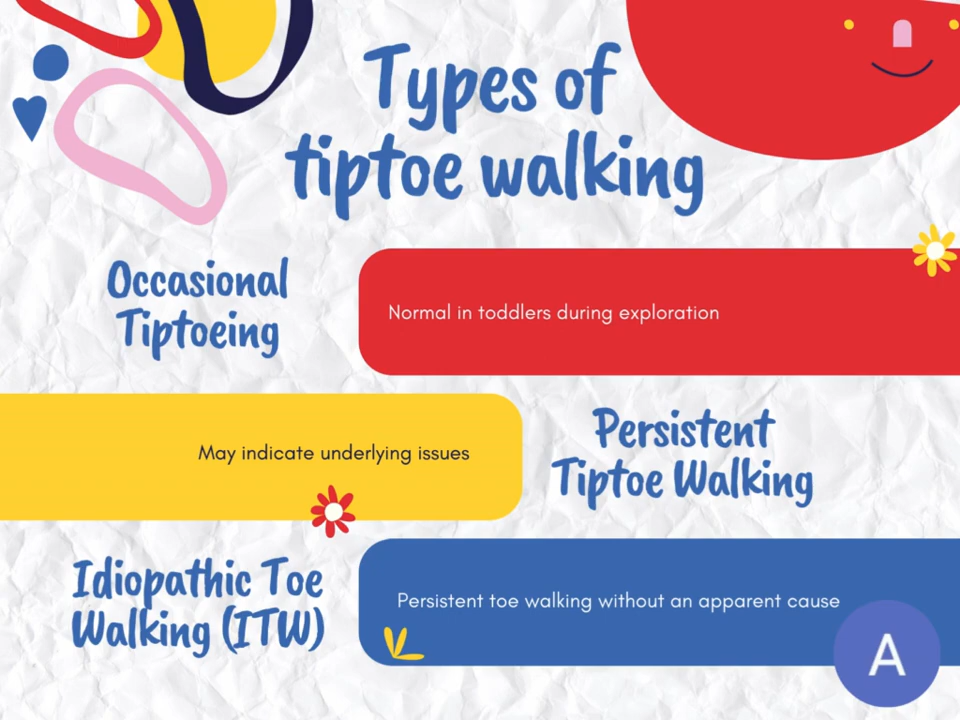 Types of
tiptoe walking
Occasional
Tiptoeing
Normal in toddlers during exploration
May indicate underlying issues
Persistent
Tiptoe Walking
Idiopathic Toe
Walking (ITW)
Persistent toe walking without an apparent cause
A